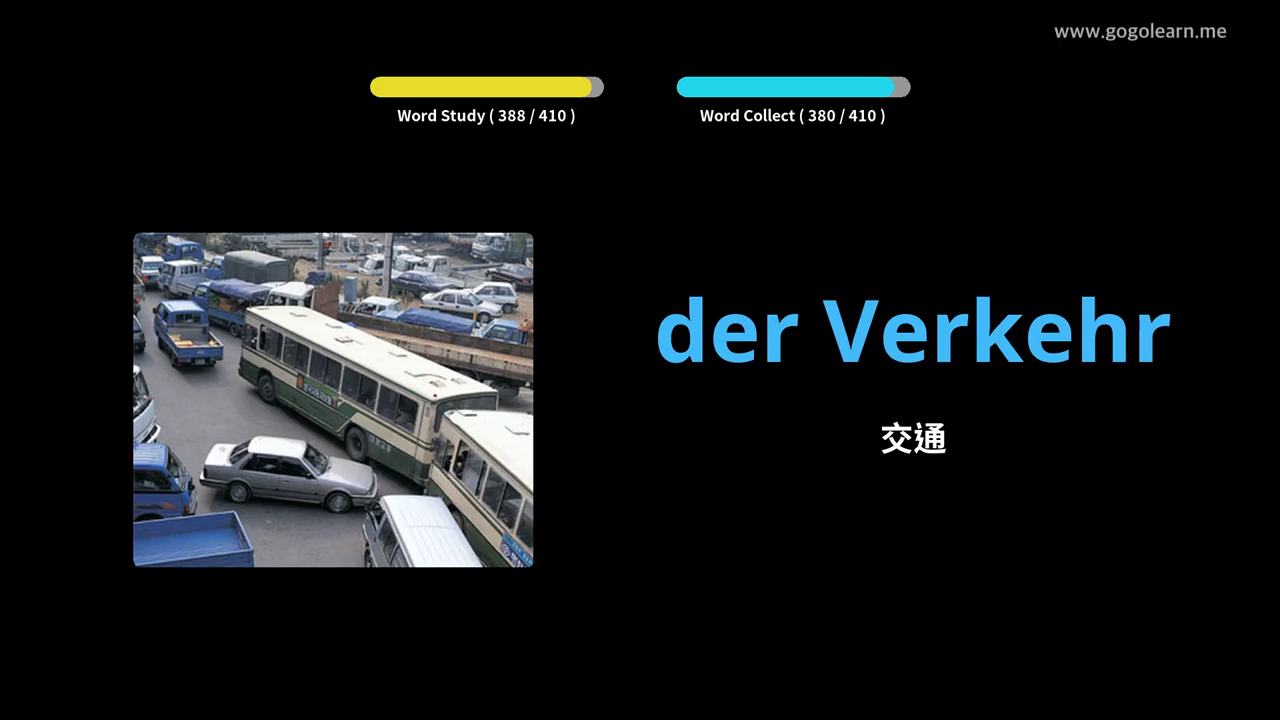 www.gogolearn.me
Word Study ( 388 / 410 )
Word Collect ( 380 / 410 )
der Verkehr
交通